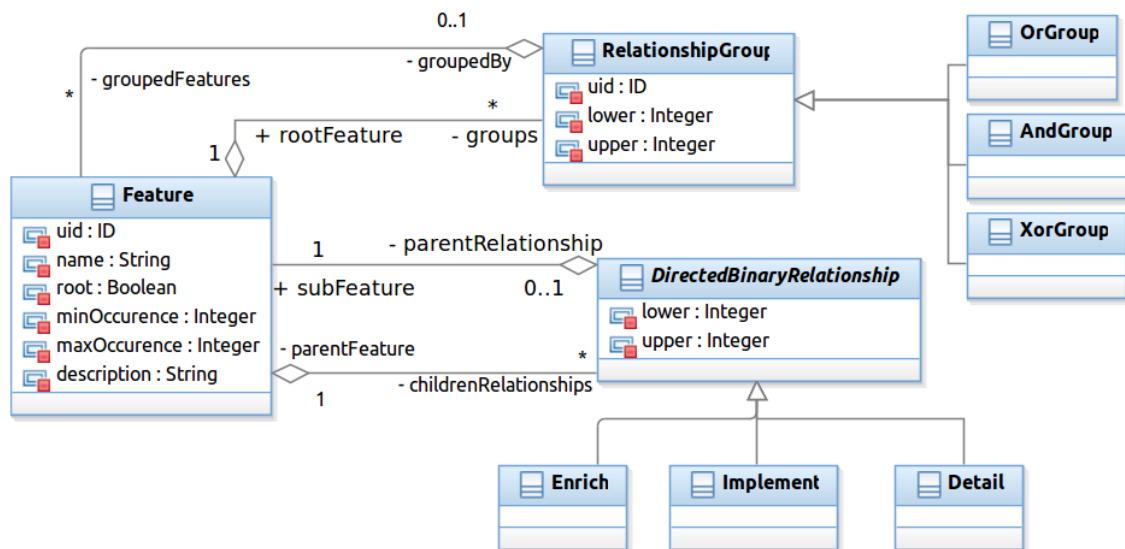 0..1
RelationshipGroup
OrGroup
- groupedBy
- groupedFeatures
*
uid : ID
lower : Integer
upper : Integer
*
+ rootFeature
- groups
1
AndGroup
XorGroup
Feature
uid : ID
name : String
root : Boolean
minOccurence : Integer
maxOccurence : Integer
description : String
1
- parentRelationship
+ subFeature
0..1
DirectedBinaryRelationship
lower : Integer
upper : Integer
- parentFeature
*
1
- childrenRelationships
Enrich
Implement
Detail